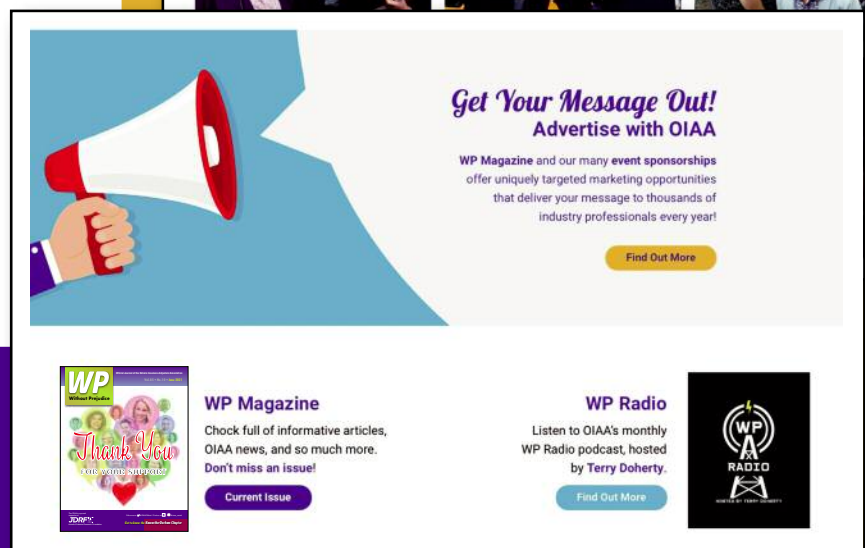 Get Your Message Out!
Advertise with OIAA
WP Magazine and our many event sponsorships
offer uniquely targeted marketing opportunities
that deliver your message to thousands of
industry professionals every year!
Find Out More
WP
Without Prejudice
Thank You
FOR YOUR SUPPORT
JDRF
WP Magazine
Chock full of informative articles,
OIAA news, and so much more.
Don't miss an issue!
Current Issue
WP Radio
Listen to OIAA's monthly
WP Radio podcast, hosted
by Terry Doherty.
Find Out More
WP
RADIO
HOSTED BY TERRY DOHERTY